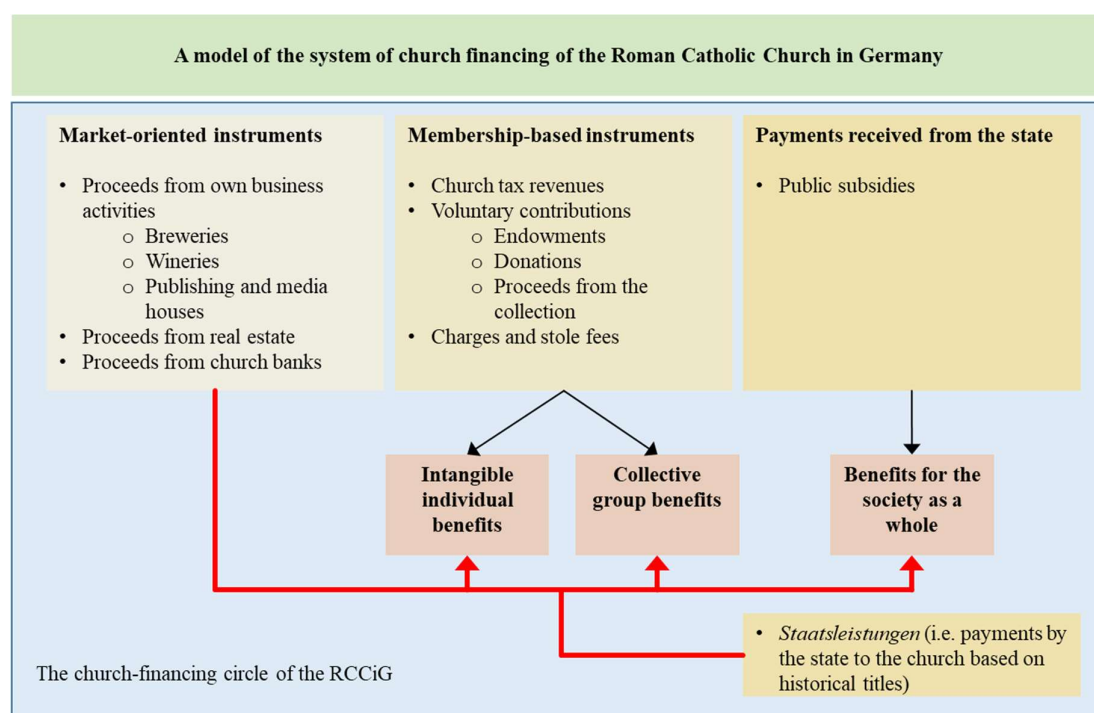 A model of the system of church financing of the Roman Catholic Church in Germany
Market-oriented instruments
• Proceeds from own business
activities
o Breweries
o Wineries
o Publishing and media
houses
• Proceeds from real estate
• Proceeds from church banks
Membership-based instruments
• Church tax revenues
• Voluntary contributions
o Endowments
o Donations
o Proceeds from the
collection
• Charges and stole fees
Payments received from the state
• Public subsidies
Intangible
individual
benefits
Collective
group benefits
Benefits for the
society as a
whole
• Staatsleistungen (i.e. payments by
the state to the church based on
historical titles)
The church-financing circle of the RCCiG